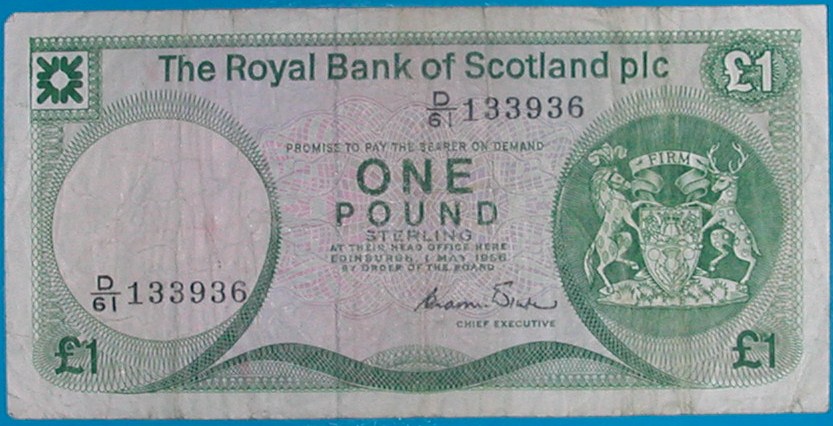 The Royal Bank of Scotland plc
£1
D/61 133936
PROMISE TO PAY THE BEARER ON DEMAND
ONE
POUND
STERLING
AT THEIR HEAD OFFICE HERE
EDINBURGH, 1 MAY 1986
BY ORDER OF THE BOARD
FIRM
D/61 133936
CHIEF EXECUTIVE
£1
£1